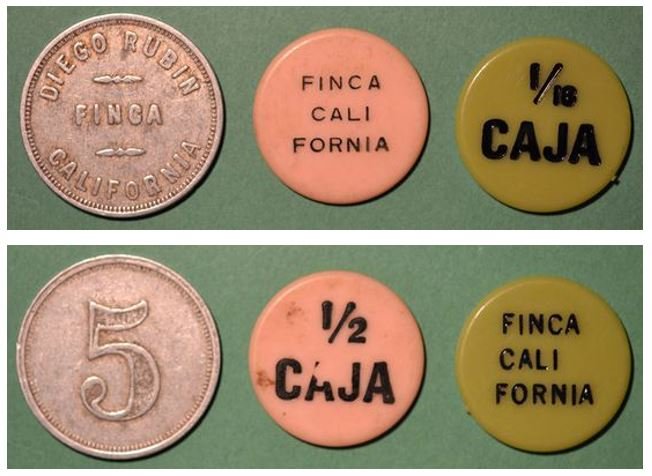 DIEGO RUBIN
FINCA
CALIFORNIA
FINCA
CALI
FORNIA
1/16
CAJA
5
1/2
CAJA
FINCA
CALI
FORNIA